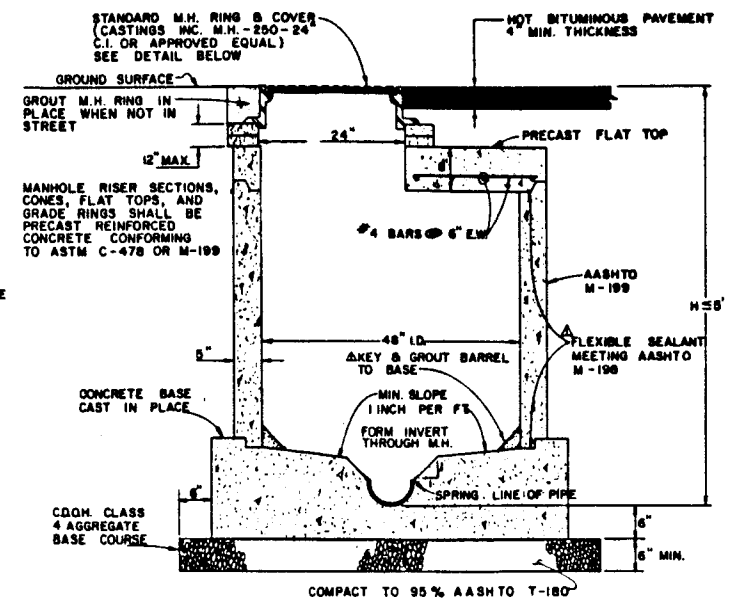 STANDARD M.H. RING & COVER
(CASTINGS INC. M.H.-250-24"
C.I. OR APPROVED EQUAL)
SEE DETAIL BELOW
HOT BITUMINOUS PAVEMENT
4" MIN. THICKNESS
GROUND SURFACE
GROUT M.H. RING IN
PLACE WHEN NOT IN
STREET
24"
PRECAST FLAT TOP
12" MAX.
8"
MANHOLE RISER SECTIONS,
CONES, FLAT TOPS, AND
GRADE RINGS SHALL BE
PRECAST REINFORCED
CONCRETE CONFORMING
TO ASTM C-478 OR M-199
#4 BARS @ 6" E.W.
AASHTO
M-199
H≤5'
48" I.D.
5"
△KEY & GROUT BARREL
TO BASE
△FLEXIBLE SEALANT
MEETING AASHTO
M-198
CONCRETE BASE
CAST IN PLACE
MIN. SLOPE
1 INCH PER FT.
FORM INVERT
THROUGH M.H.
SPRING LINE OF PIPE
6"
C.D.O.H. CLASS
4 AGGREGATE
BASE COURSE
6"
6" MIN.
COMPACT TO 95% AASHTO T-180